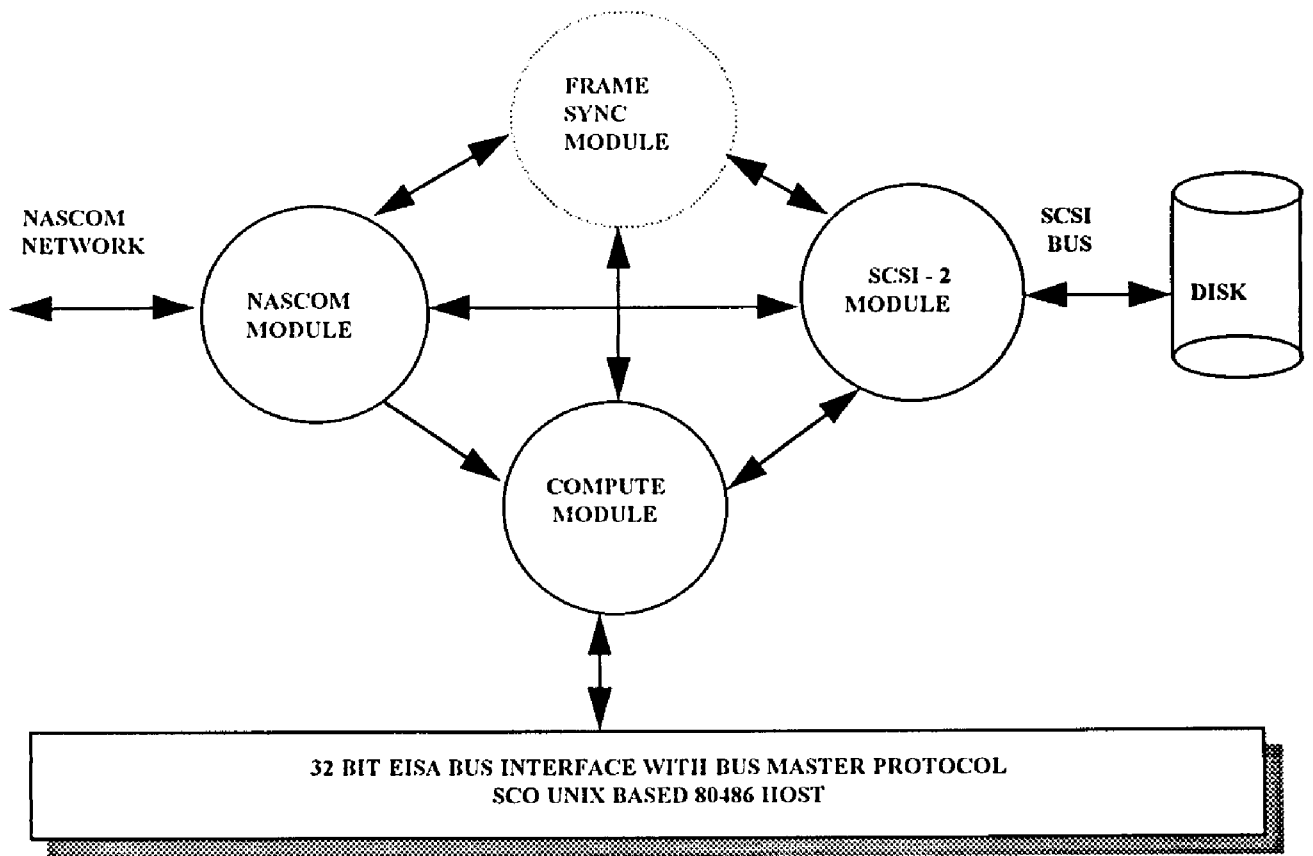 FRAME
SYNC
MODULE
NASCOM
NETWORK
SCSI
BUS
NASCOM
MODULE
SCSI - 2
MODULE
DISK
COMPUTE
MODULE
32 BIT EISA BUS INTERFACE WITH BUS MASTER PROTOCOL
SCO UNIX BASED 80486 HOST